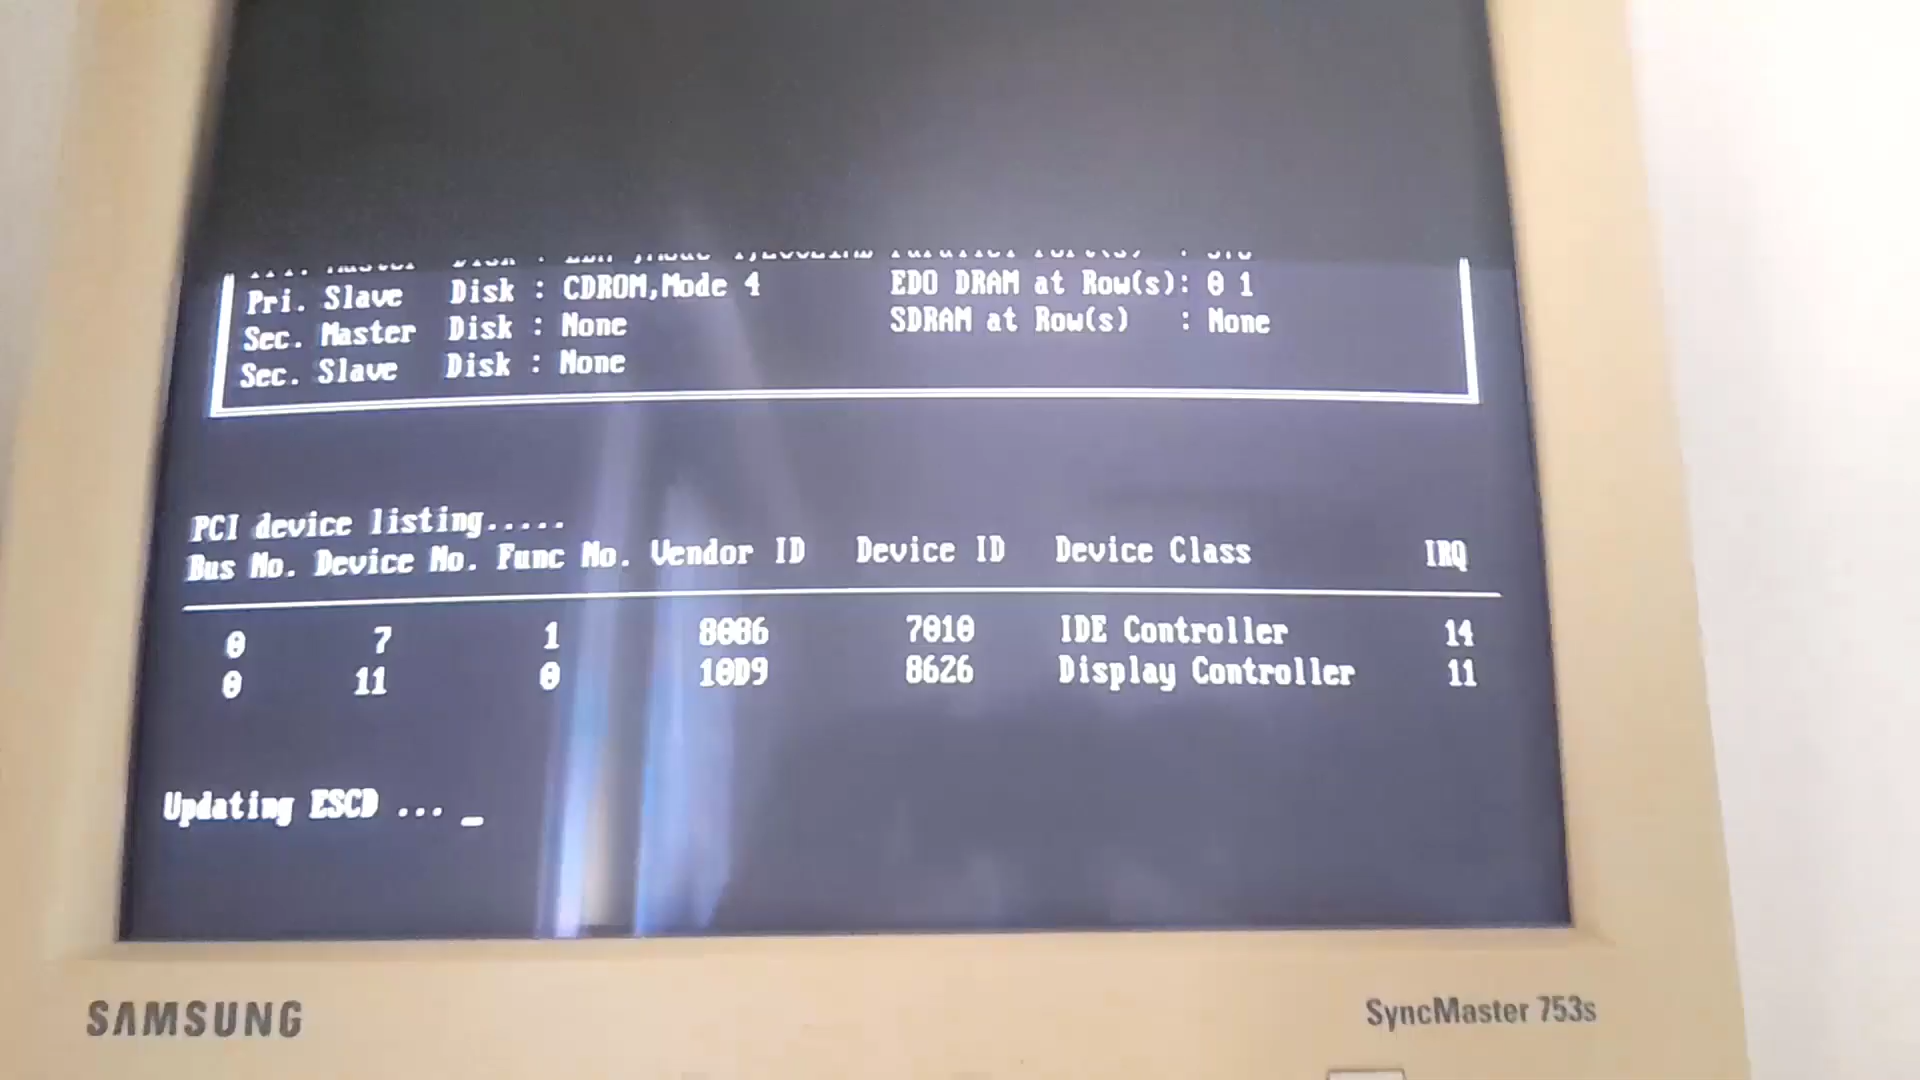 Pri. Slave Disk : CDROM,Mode 4 EDO DRAM at Row(s): 0 1
Sec. Master Disk : None SDRAM at Row(s) : None
Sec. Slave Disk : None
PCI device listing.....
Bus No. Device No. Func No. Vendor ID Device ID Device Class IRQ
0 7 1 8086 7010 IDE Controller 14
0 11 0 10D9 8626 Display Controller 11
Updating ESCD ... _
SAMSUNG
SyncMaster 753s